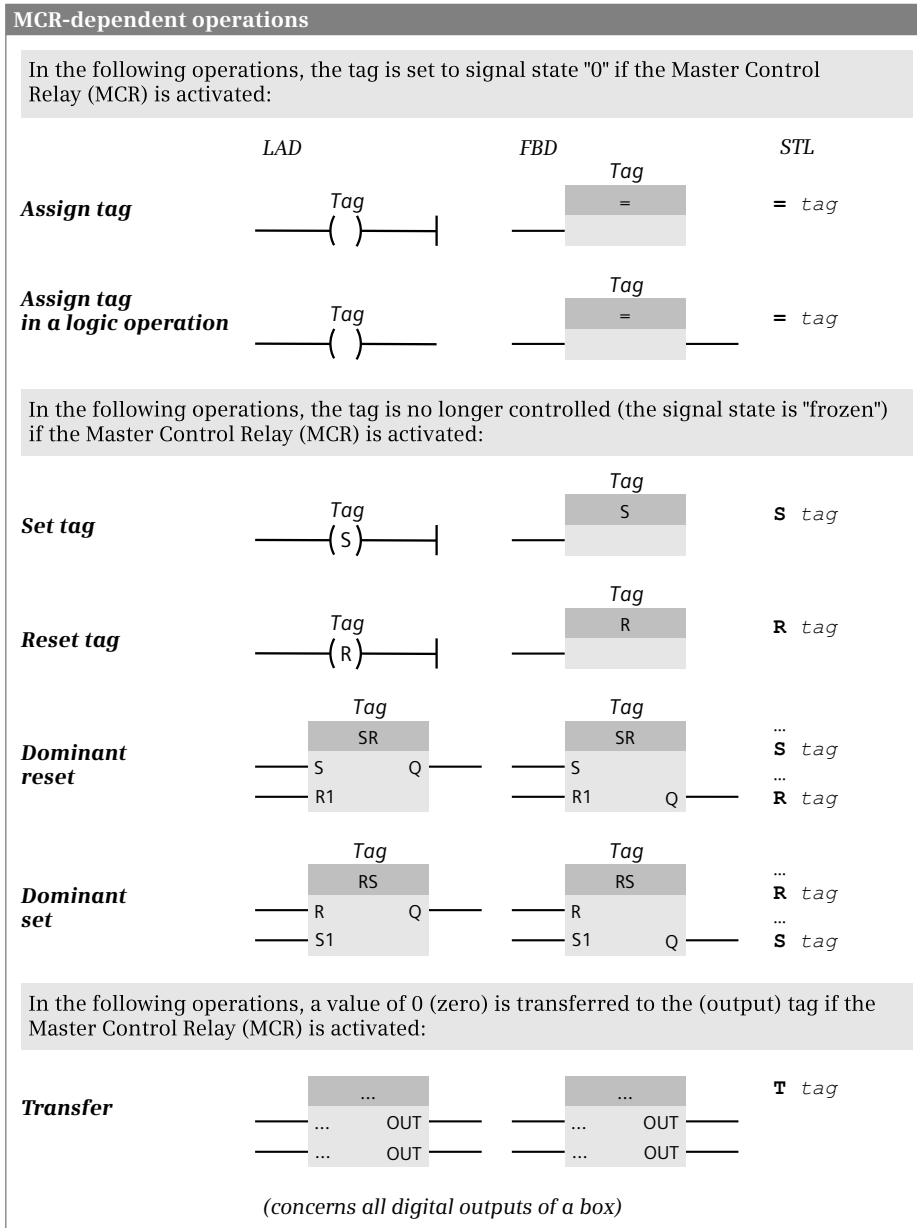 MCR-dependent operations
In the following operations, the tag is set to signal state "0" if the Master Control
Relay (MCR) is activated:
LAD FBD STL
Assign tag
Tag
( )
Tag
=
= tag
Assign tag
in a logic operation
Tag
( )
Tag
=
= tag
In the following operations, the tag is no longer controlled (the signal state is "frozen")
if the Master Control Relay (MCR) is activated:
Set tag
Tag
(S)
Tag
S
S tag
Reset tag
Tag
(R)
Tag
R
R tag
Dominant
reset
Tag
SR
S Q
R1
Tag
SR
S
R1 Q
...
S tag
...
R tag
Dominant
set
Tag
RS
R Q
S1
Tag
RS
R
S1 Q
...
R tag
...
S tag
In the following operations, a value of 0 (zero) is transferred to the (output) tag if the
Master Control Relay (MCR) is activated:
Transfer
...
... OUT
... OUT
...
... OUT
... OUT
T tag
(concerns all digital outputs of a box)